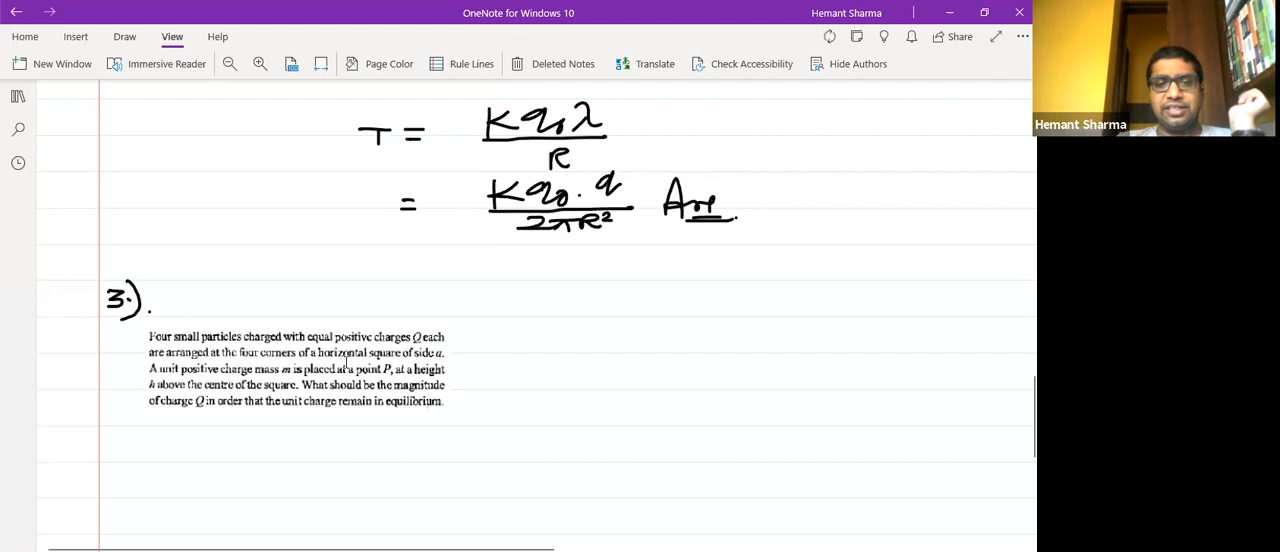 OneNote for Windows 10
Hemant Sharma
Home Insert Draw View Help
Share
New Window Immersive Reader Page Color Rule Lines Deleted Notes Translate Check Accessibility Hide Authors
Hemant Sharma
T = Kq₀λ / R
= Kq₀.q / 2πR² Ans.
3.).
Four small particles charged with equal positive charges Q each
are arranged at the four corners of a horizontal square of side a.
A unit positive charge mass m is placed at a point P, at a height
h above the centre of the square. What should be the magnitude
of charge Q in order that the unit charge remain in equilibrium.